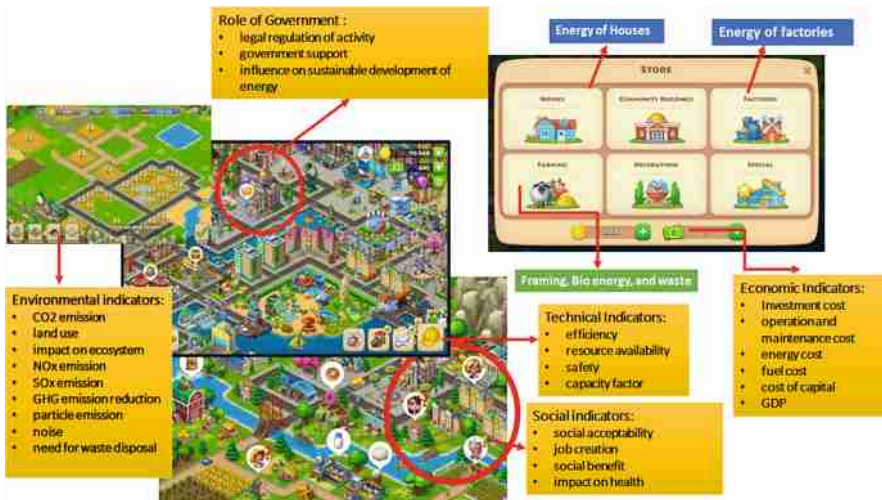 Role of Government :
• legal regulation of activity
• government support
• influence on sustainable development of
energy
Energy of Houses
Energy of factories
STORE
HOMES
COMMUNITY BUILDINGS
FACTORIES
FARMING
DECORATIONS
SPECIAL
Framing, Bio energy, and waste
Environmental indicators:
• CO2 emission
• land use
• impact on ecosystem
• NOx emission
• SOx emission
• GHG emission reduction
• particle emission
• noise
• need for waste disposal
Technical Indicators:
• efficiency
• resource availability
• safety
• capacity factor
Social indicators:
• social acceptability
• job creation
• social benefit
• impact on health
Economic Indicators:
• Investment cost
• operation and
maintenance cost
• energy cost
• fuel cost
• cost of capital
• GDP